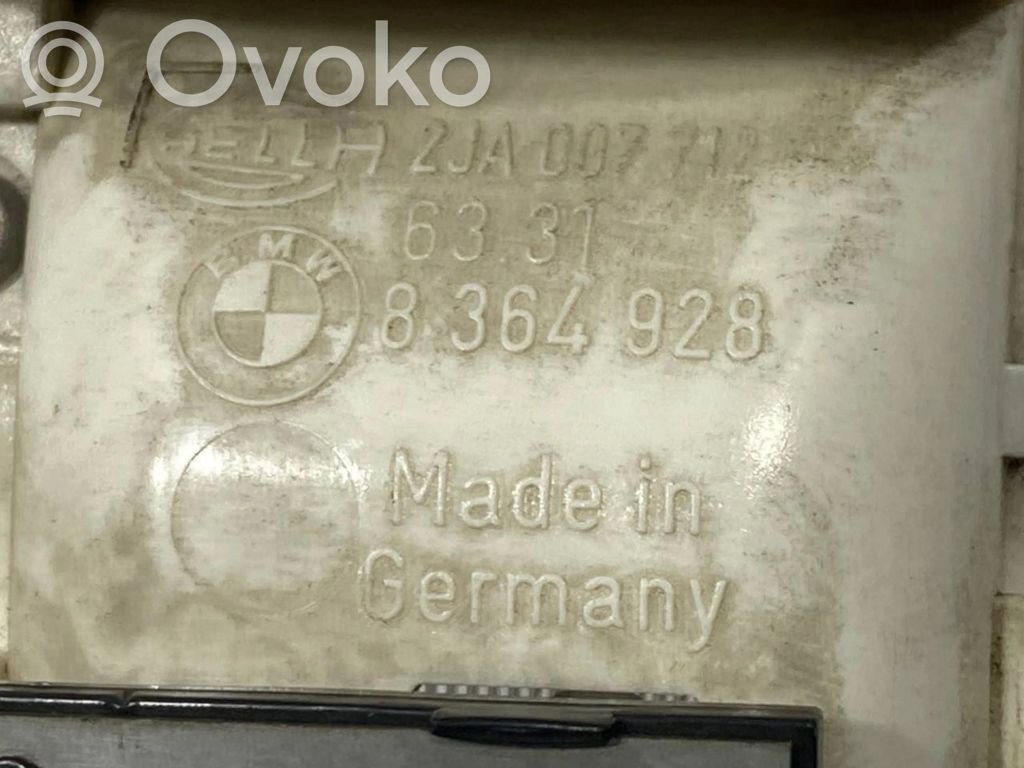 Ovoko
HELLA 2JA 007 712
63.31
BMW 8 364 928
Made in
Germany